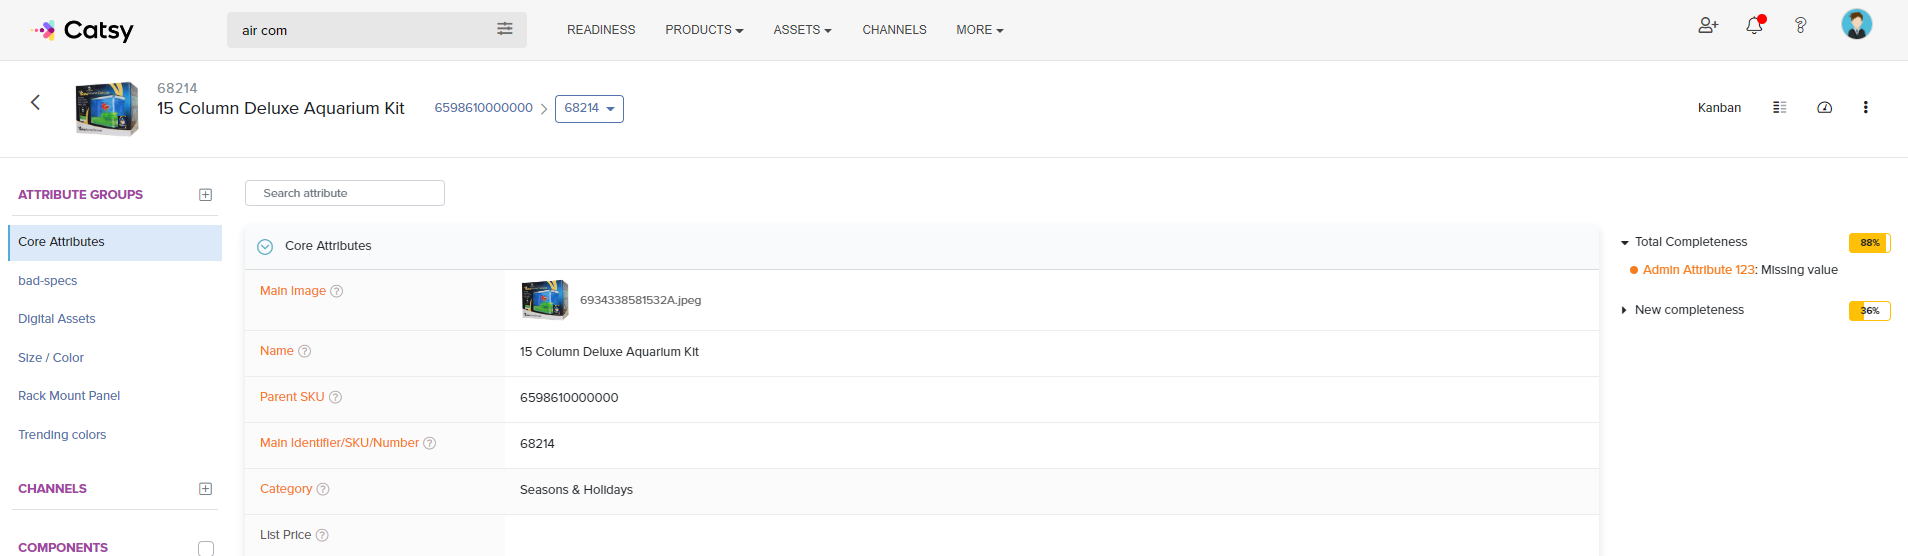 Catsy
air com
READINESS
PRODUCTS
ASSETS
CHANNELS
MORE
68214
15 Column Deluxe Aquarium Kit
6598610000000
68214
Kanban
ATTRIBUTE GROUPS
Core Attributes
bad-specs
Digital Assets
Size / Color
Rack Mount Panel
Trending colors
CHANNELS
COMPONENTS
Search attribute
Core Attributes
Main Image
6934338581532A.jpeg
Name
15 Column Deluxe Aquarium Kit
Parent SKU
6598610000000
Main Identifier/SKU/Number
68214
Category
Seasons & Holidays
List Price
Total Completeness
88%
Admin Attribute 123: Missing value
New completeness
36%